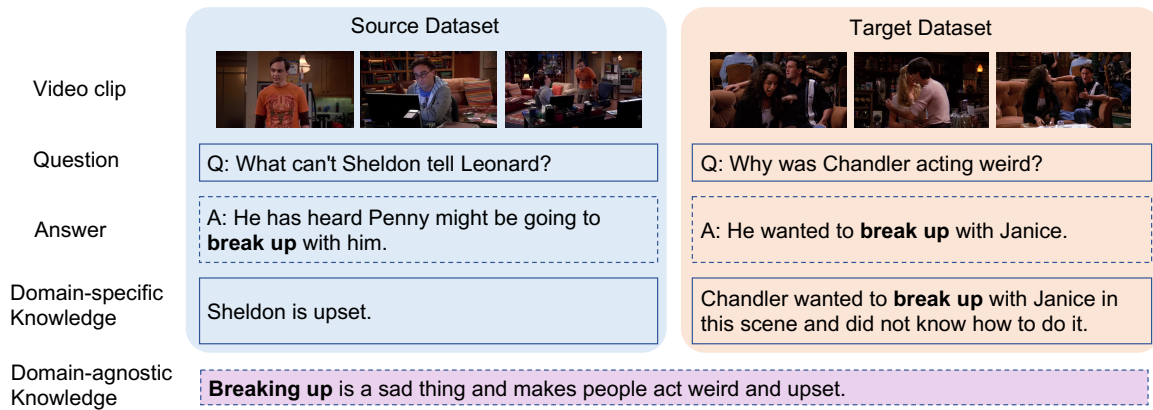 Source Dataset
Target Dataset
Video clip
Question
Q: What can't Sheldon tell Leonard?
Q: Why was Chandler acting weird?
Answer
A: He has heard Penny might be going to
break up with him.
A: He wanted to break up with Janice.
Domain-specific
Knowledge
Sheldon is upset.
Chandler wanted to break up with Janice in
this scene and did not know how to do it.
Domain-agnostic
Knowledge
Breaking up is a sad thing and makes people act weird and upset.